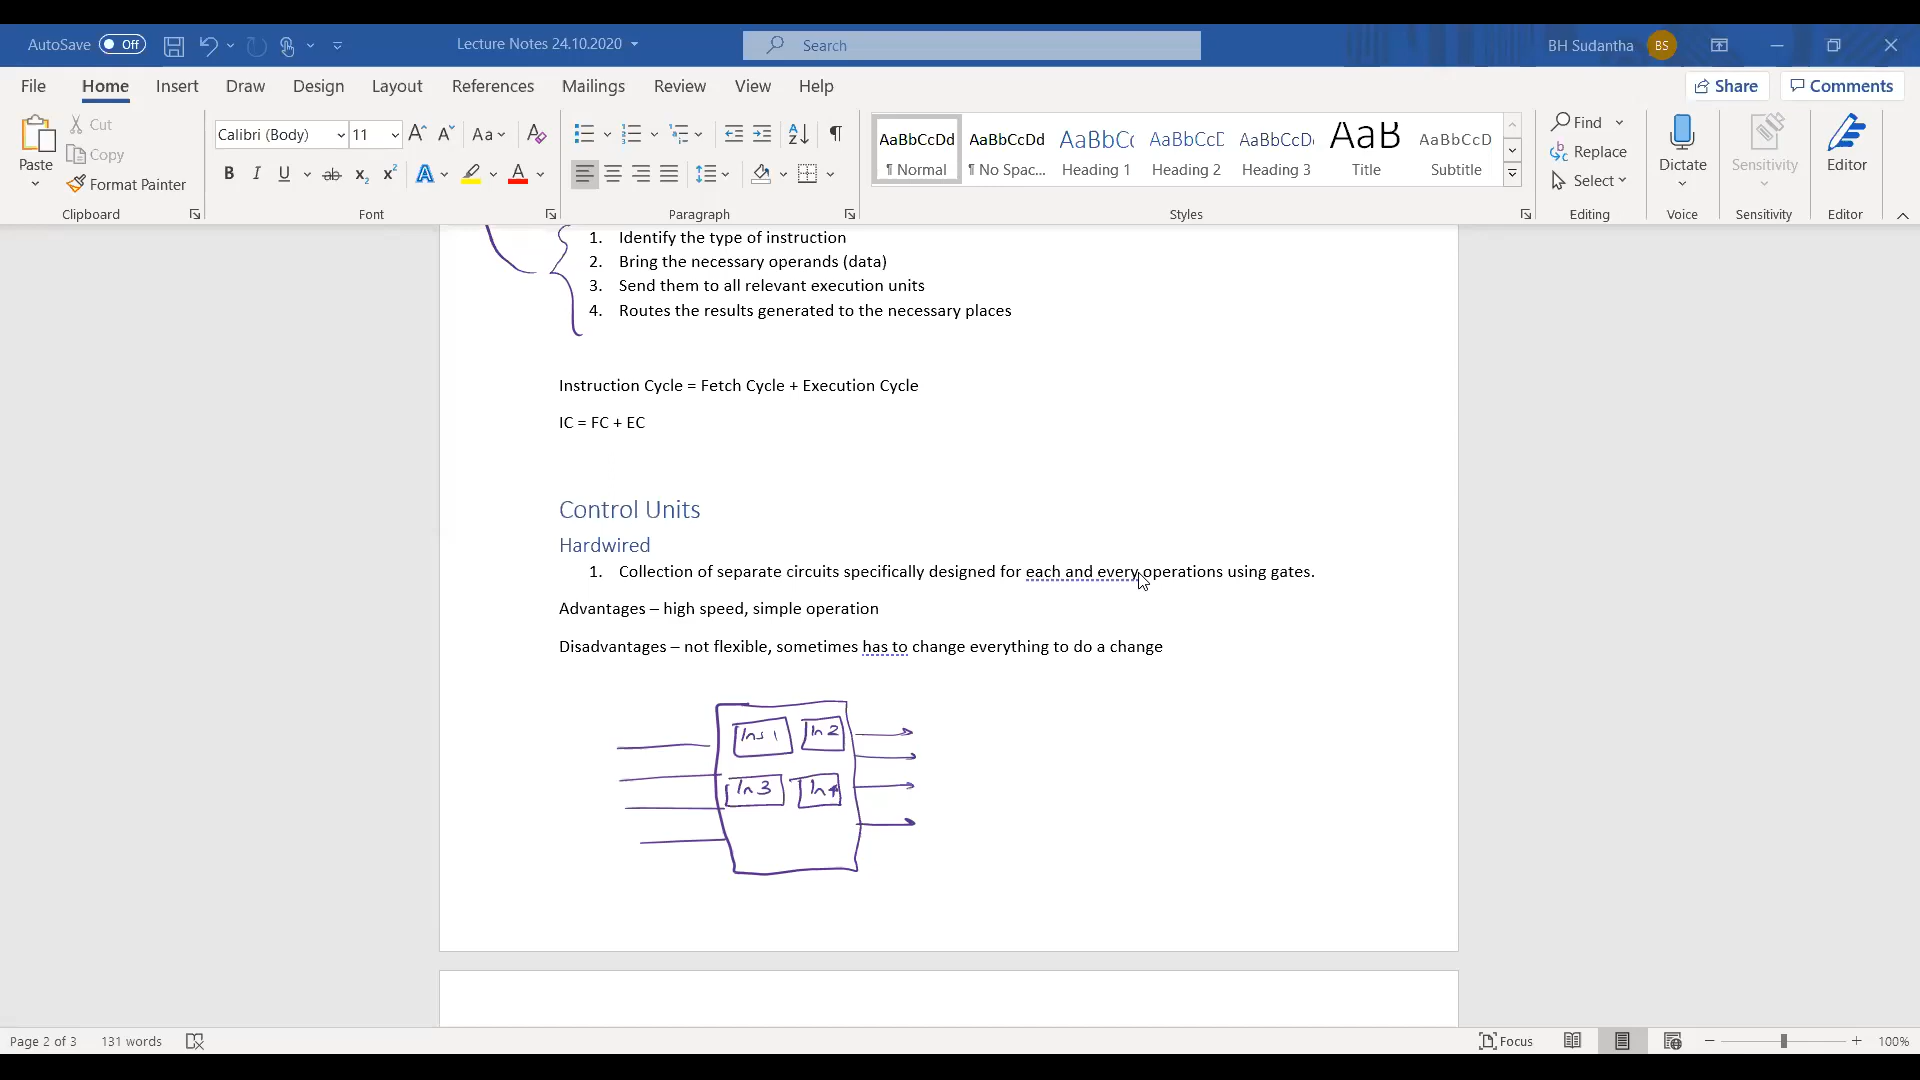 AutoSave Off Lecture Notes 24.10.2020 Search BH Sudantha BS
File Home Insert Draw Design Layout References Mailings Review View Help Share Comments
Paste Cut Copy Format Painter Clipboard
Calibri (Body) 11 Aa B I U ab x₂ x² A A Font
Paragraph
AaBbCcDd ¶ Normal
AaBbCcDd ¶ No Spac...
AaBbCc Heading 1
AaBbCcD Heading 2
AaBbCcDc Heading 3
AaB Title
AaBbCcD Subtitle
Styles
Find Replace Select Editing
Dictate Voice
Sensitivity Sensitivity
Editor Editor
1. Identify the type of instruction
2. Bring the necessary operands (data)
3. Send them to all relevant execution units
4. Routes the results generated to the necessary places
Instruction Cycle = Fetch Cycle + Execution Cycle
IC = FC + EC
Control Units
Hardwired
1. Collection of separate circuits specifically designed for each and every operations using gates.
Advantages – high speed, simple operation
Disadvantages – not flexible, sometimes has to change everything to do a change
Ins 1 In 2
In 3 In 4
Page 2 of 3 131 words Focus 100%